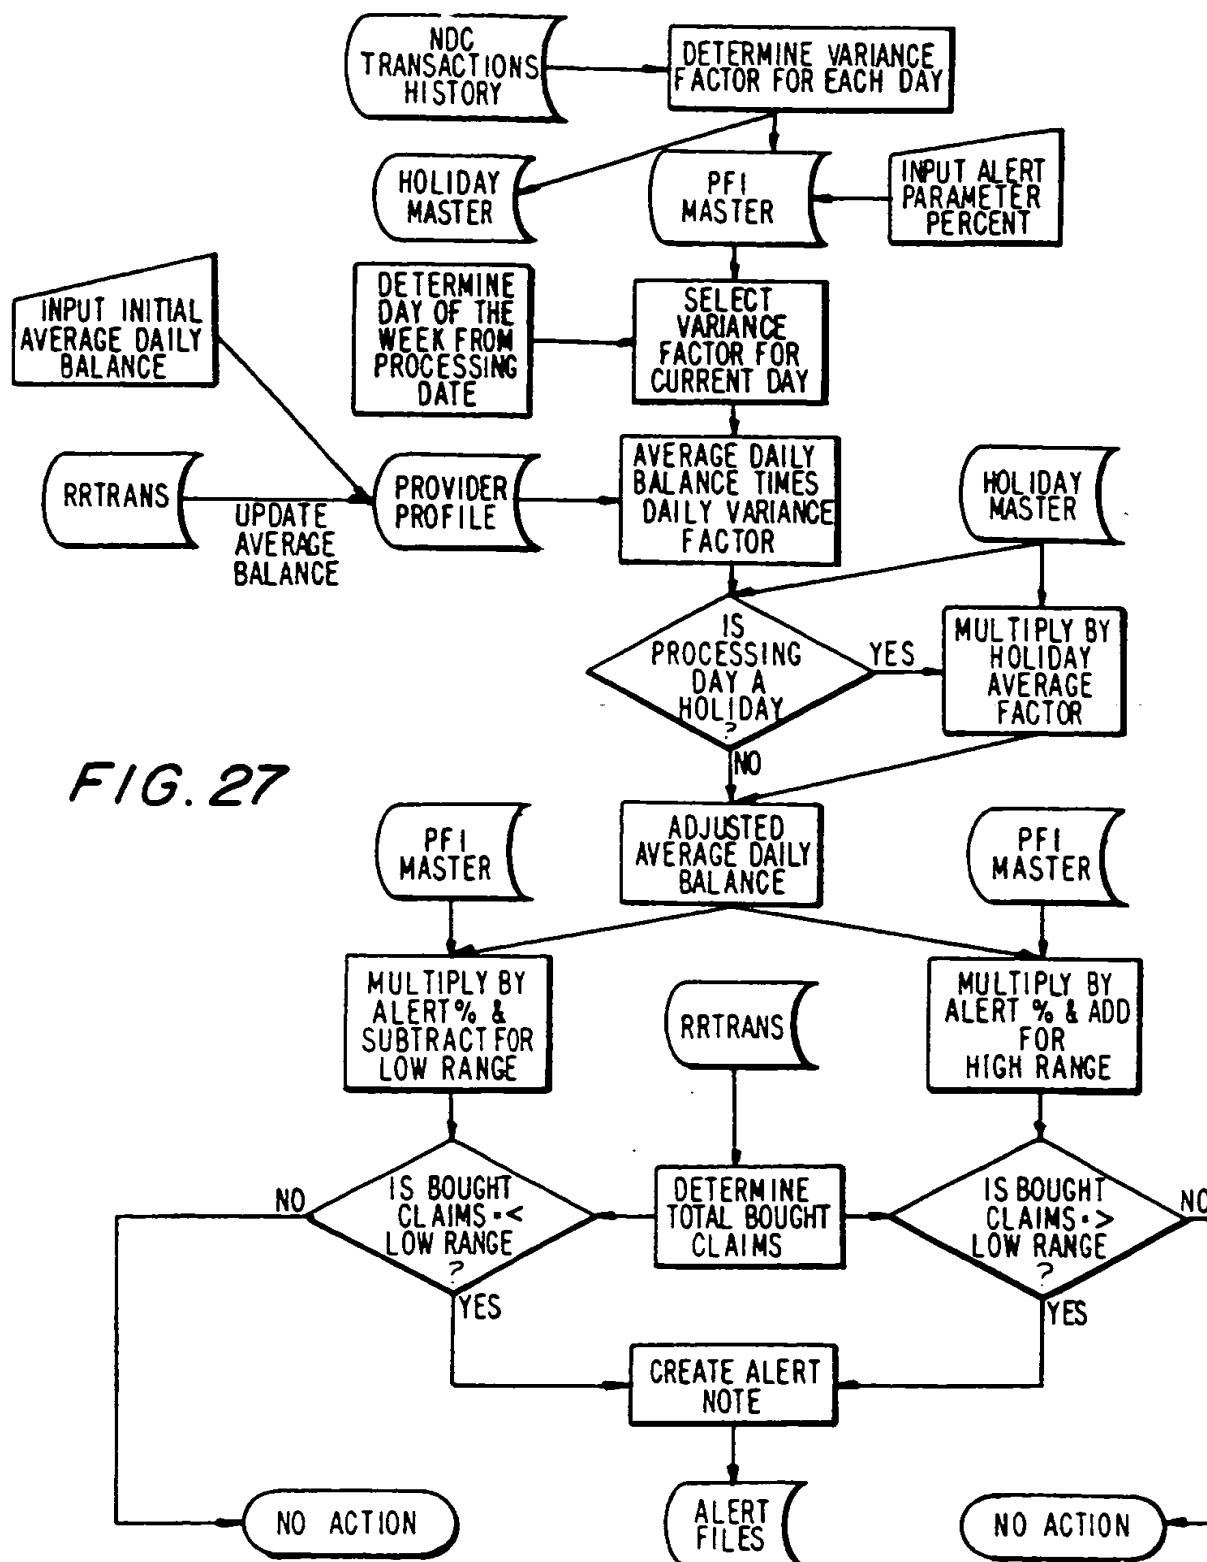 NDC
TRANSACTIONS
HISTORY
DETERMINE VARIANCE
FACTOR FOR EACH DAY
HOLIDAY
MASTER
PFI
MASTER
INPUT ALERT
PARAMETER
PERCENT
INPUT INITIAL
AVERAGE DAILY
BALANCE
DETERMINE
DAY OF THE
WEEK FROM
PROCESSING
DATE
SELECT
VARIANCE
FACTOR FOR
CURRENT DAY
RRTRANS
UPDATE
AVERAGE
BALANCE
PROVIDER
PROFILE
AVERAGE DAILY
BALANCE TIMES
DAILY VARIANCE
FACTOR
HOLIDAY
MASTER
IS
PROCESSING
DAY A
HOLIDAY
?
YES
NO
MULTIPLY BY
HOLIDAY
AVERAGE
FACTOR
FIG. 27
PFI
MASTER
ADJUSTED
AVERAGE DAILY
BALANCE
PFI
MASTER
MULTIPLY BY
ALERT % &
SUBTRACT FOR
LOW RANGE
RRTRANS
MULTIPLY BY
ALERT % & ADD
FOR
HIGH RANGE
NO
IS BOUGHT
CLAIMS = <
LOW RANGE
?
YES
DETERMINE
TOTAL BOUGHT
CLAIMS
IS BOUGHT
CLAIMS = >
LOW RANGE
?
NO
YES
CREATE ALERT
NOTE
NO ACTION
ALERT
FILES
NO ACTION